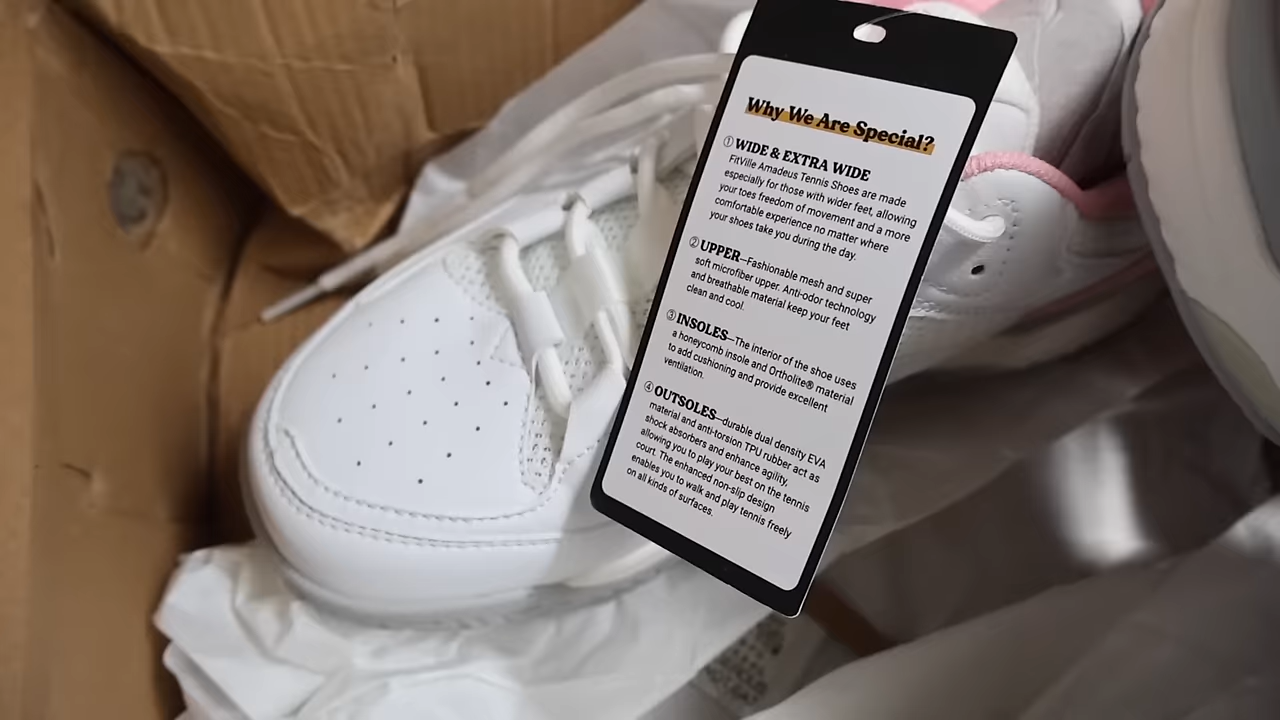 Why We Are Special?
① WIDE & EXTRA WIDE
FitVille Amadeus Tennis Shoes are made
especially for those with wider feet, allowing
your toes freedom of movement and a more
comfortable experience no matter where
your shoes take you during the day.
② UPPER—Fashionable mesh and super
soft microfiber upper. Anti-odor technology
and breathable material keep your feet
clean and cool.
③ INSOLES—The interior of the shoe uses
a honeycomb insole and Ortholite® material
to add cushioning and provide excellent
ventilation.
④ OUTSOLES—durable dual density EVA
material and anti-torsion TPU rubber act as
shock absorbers and enhance agility,
allowing you to play your best on the tennis
court. The enhanced non-slip design
enables you to walk and play tennis freely
on all kinds of surfaces.